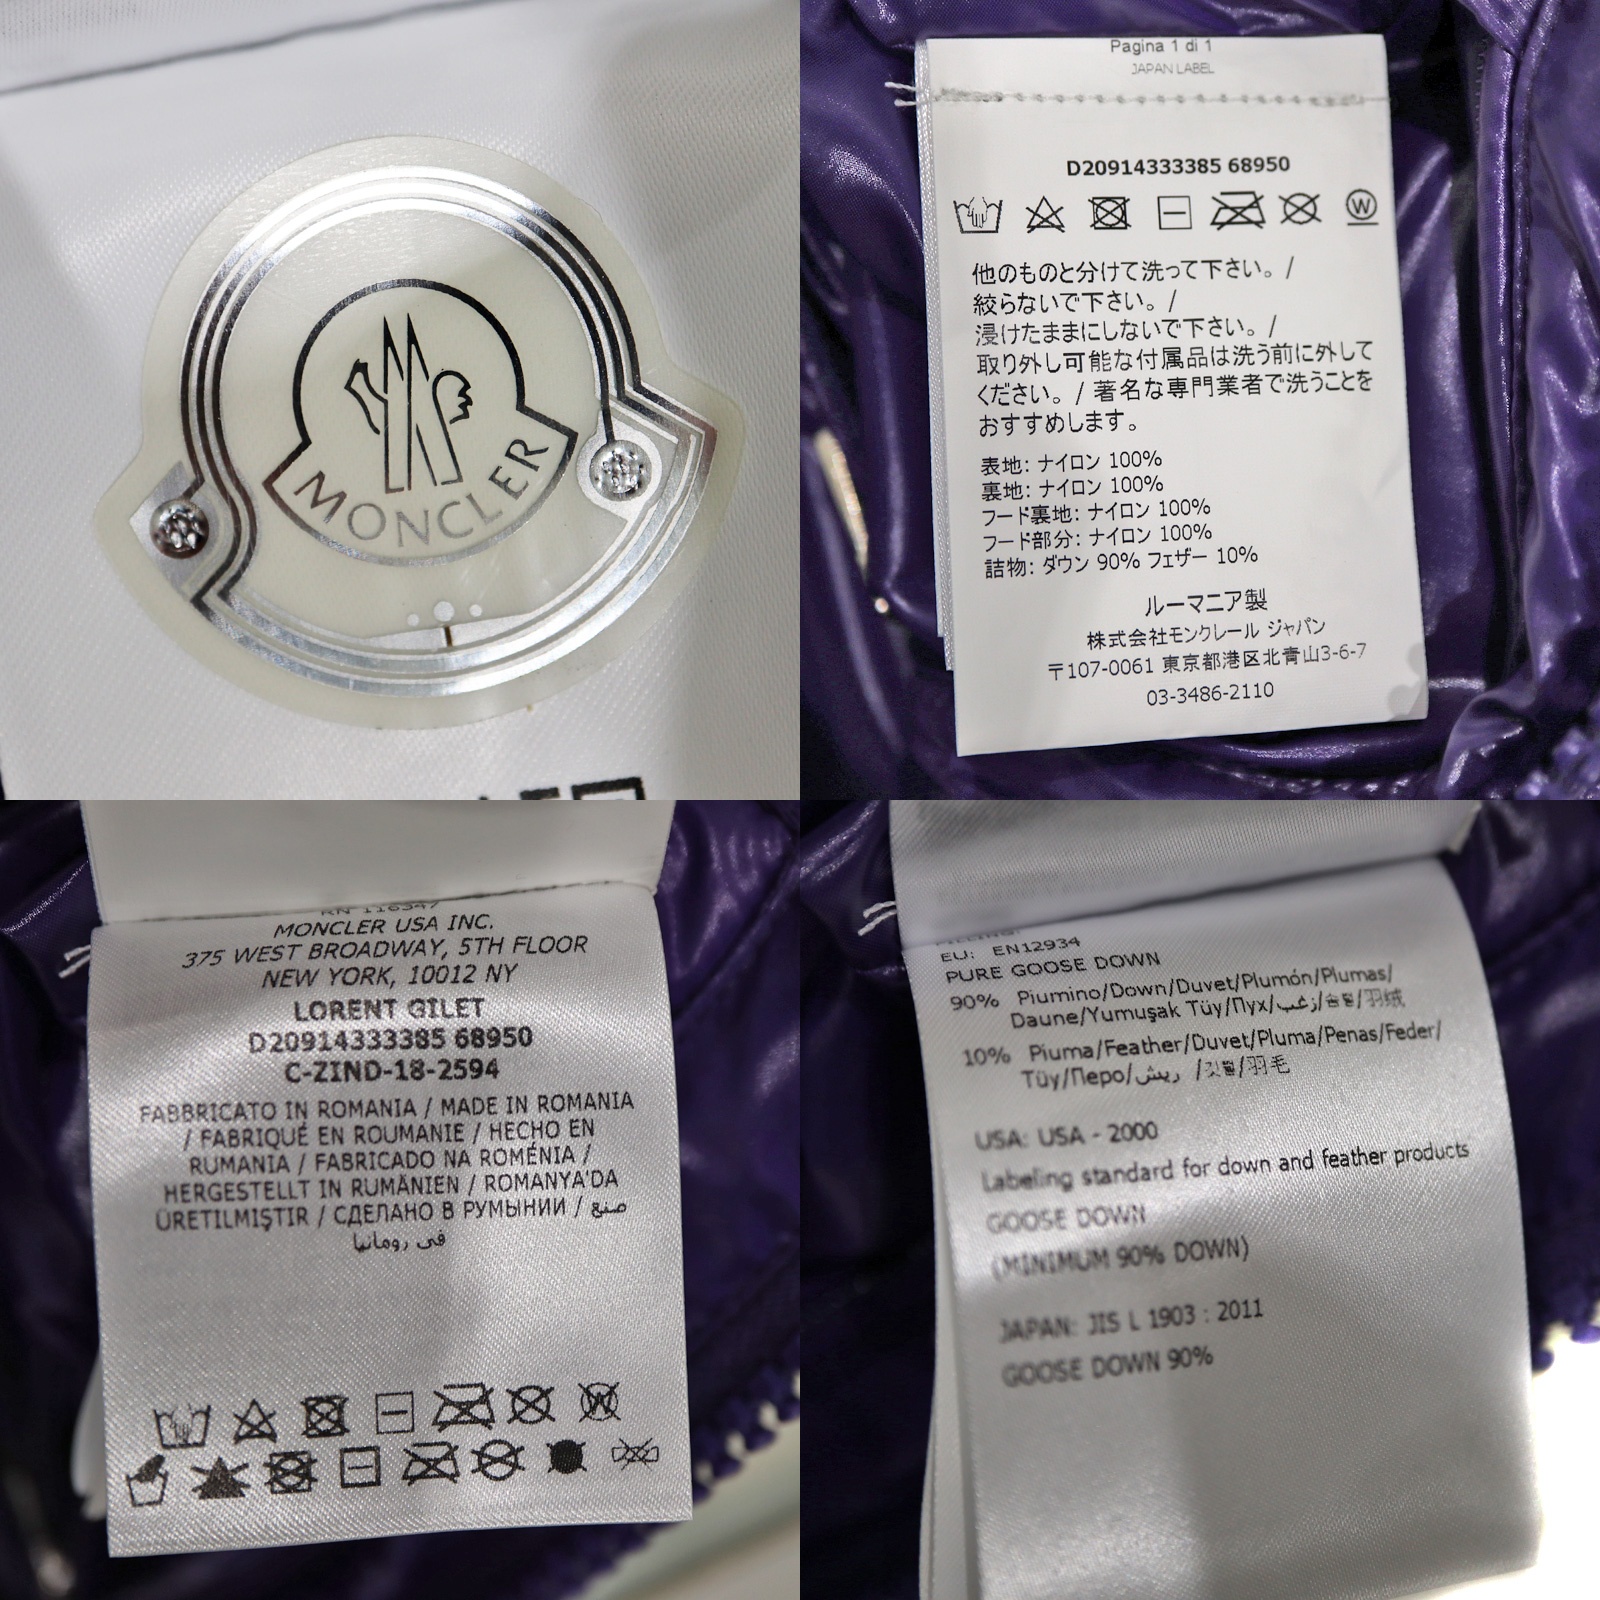 MONCLER
Pagina 1 di 1
JAPAN LABEL
D20914333385 68950
W
他のものと分けて洗って下さい。/
絞らないで下さい。/
浸けたままにしないで下さい。/
取り外し可能な付属品は洗う前に外して
ください。/ 著名な専門業者で洗うことを
おすすめします。
表地: ナイロン 100%
裏地: ナイロン 100%
フード裏地: ナイロン 100%
フード部分: ナイロン 100%
詰物: ダウン 90% フェザー 10%
ルーマニア製
株式会社モンクレール ジャパン
〒107-0061 東京都港区北青山3-6-7
03-3486-2110
RN 116347
MONCLER USA INC.
375 WEST BROADWAY, 5TH FLOOR
NEW YORK, 10012 NY
LORENT GILET
D20914333385 68950
C-ZIND-18-2594
FABBRICATO IN ROMANIA / MADE IN ROMANIA
/ FABRIQUÉ EN ROUMANIE / HECHO EN
RUMANIA / FABRICADO NA ROMÉNIA /
HERGESTELLT IN RUMÄNIEN / ROMANYA'DA
ÜRETILMIŞTIR / СДЕЛАНО В РУМЫНИИ / صنع
في رومانيا
W
EU: EN12934
PURE GOOSE DOWN
90% Piumino/Down/Duvet/Plumón/Plumas/
Daune/Yumuşak Tüy/Пух/زغب/솜털/羽绒
10% Piuma/Feather/Duvet/Pluma/Penas/Feder/
Tüy/Перо/ريش /깃털/羽毛
USA: USA - 2000
Labeling standard for down and feather products
GOOSE DOWN
(MINIMUM 90% DOWN)
JAPAN: JIS L 1903 : 2011
GOOSE DOWN 90%